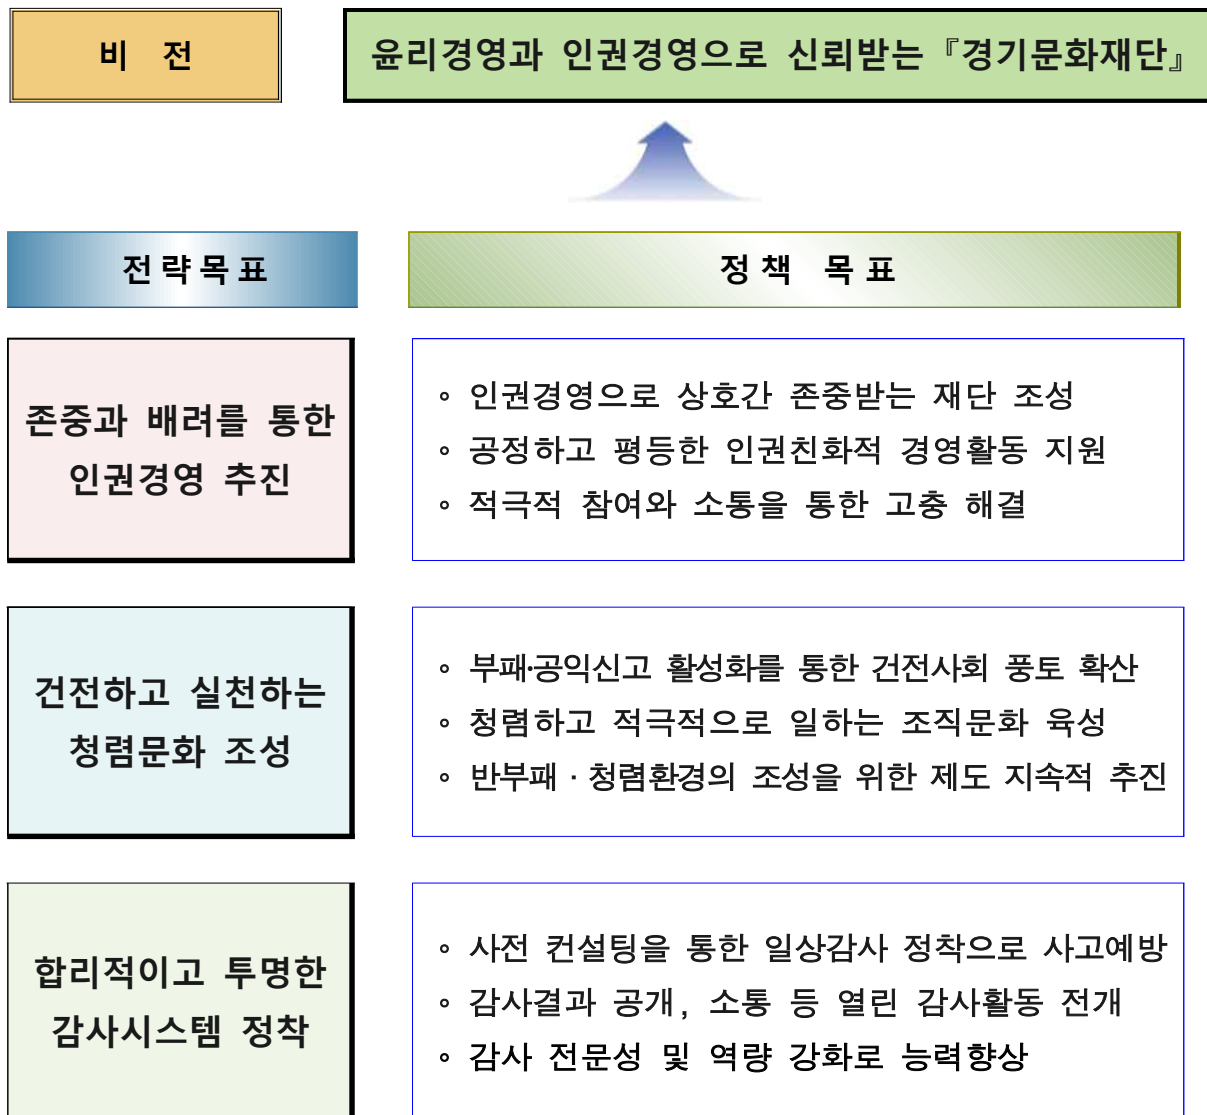 비 전
윤리경영과 인권경영으로 신뢰받는 『경기문화재단』
전략목표
정책 목표
존중과 배려를 통한
인권경영 추진
∘ 인권경영으로 상호간 존중받는 재단 조성
∘ 공정하고 평등한 인권친화적 경영활동 지원
∘ 적극적 참여와 소통을 통한 고충 해결
건전하고 실천하는
청렴문화 조성
∘ 부패·공익신고 활성화를 통한 건전사회 풍토 확산
∘ 청렴하고 적극적으로 일하는 조직문화 육성
∘ 반부패 · 청렴환경의 조성을 위한 제도 지속적 추진
합리적이고 투명한
감사시스템 정착
∘ 사전 컨설팅을 통한 일상감사 정착으로 사고예방
∘ 감사결과 공개, 소통 등 열린 감사활동 전개
∘ 감사 전문성 및 역량 강화로 능력향상